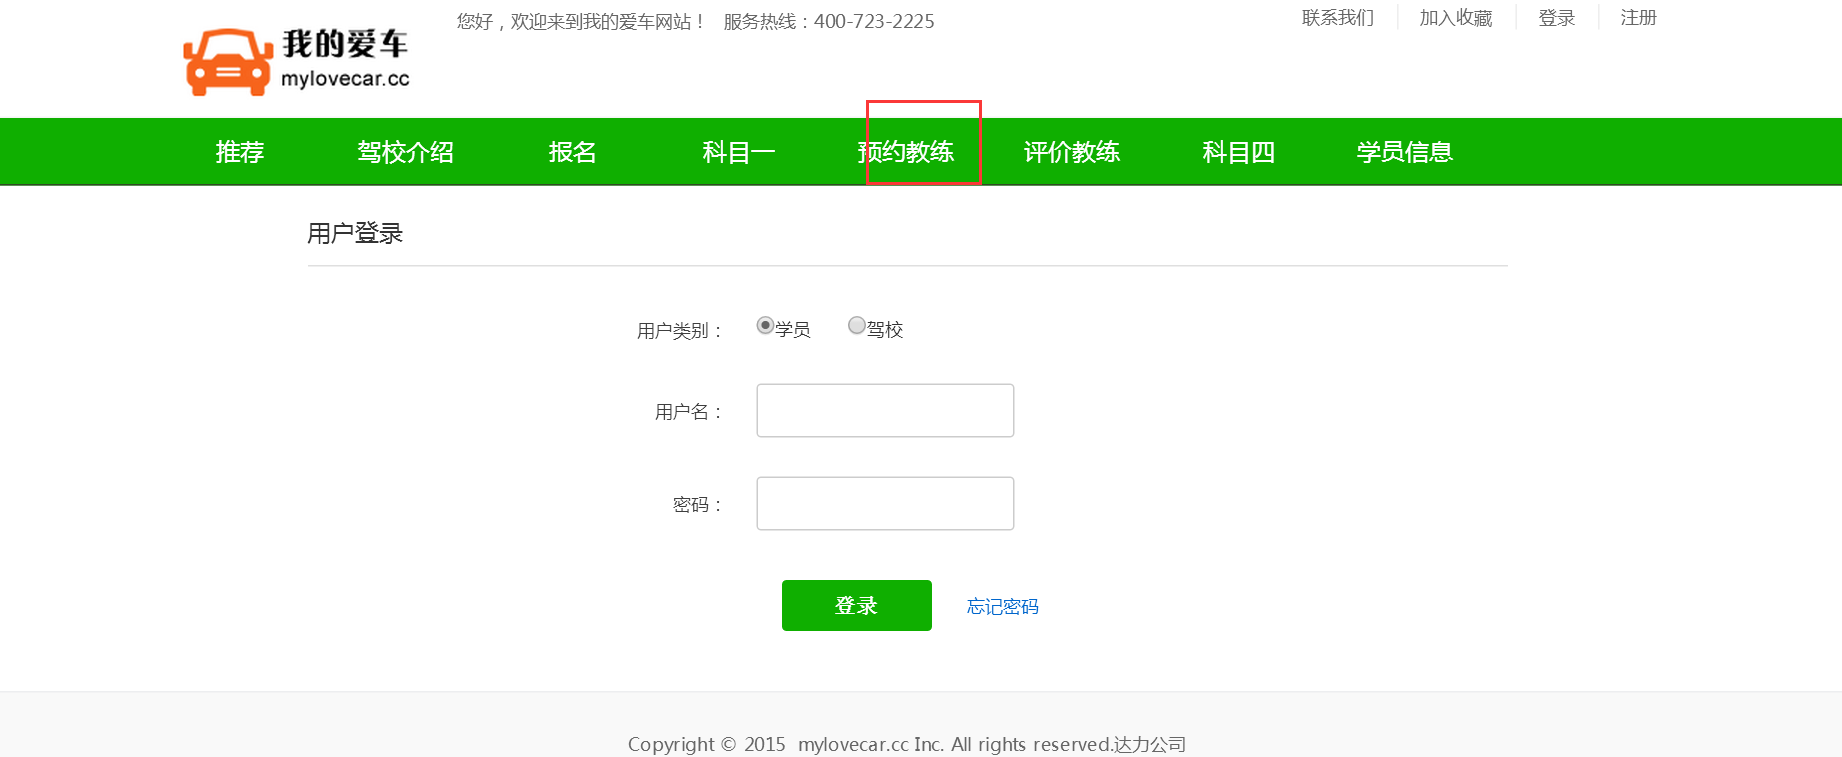 我的爱车
mylovecar.cc
您好，欢迎来到我的爱车网站！ 服务热线：400-723-2225
联系我们 加入收藏 登录 注册
推荐 驾校介绍 报名 科目一 预约教练 评价教练 科目四 学员信息
用户登录
用户类别： 学员 驾校
用户名：
密码：
登录 忘记密码
Copyright © 2015 mylovecar.cc Inc. All rights reserved.达力公司